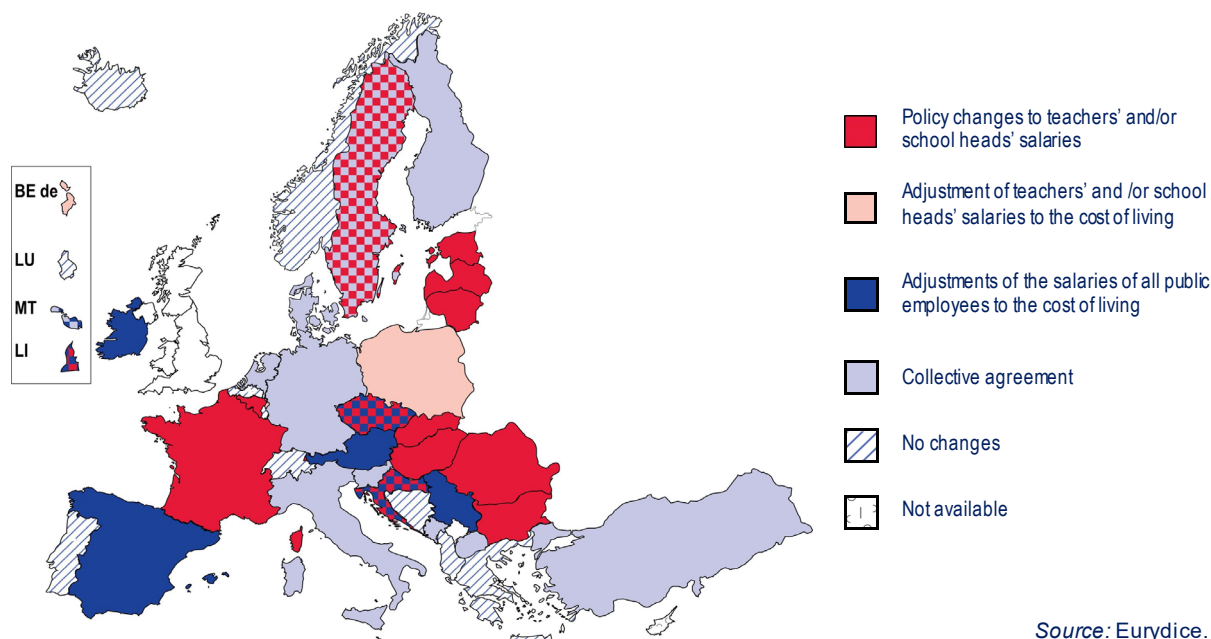 BE de
LU
MT
LI
Policy changes to teachers' and/or
school heads' salaries
Adjustment of teachers' and /or school
heads' salaries to the cost of living
Adjustments of the salaries of all public
employees to the cost of living
Collective agreement
No changes
Not available
Source: Eurydice.